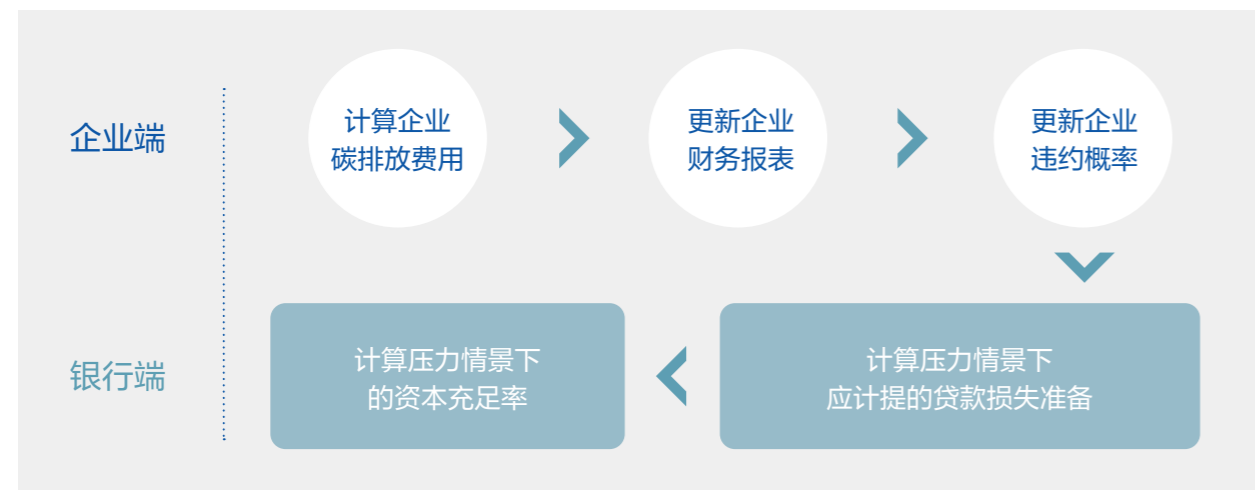 企业端
计算企业
碳排放费用
更新企业
财务报表
更新企业
违约概率
银行端
计算压力情景下
的资本充足率
计算压力情景下
应计提的贷款损失准备